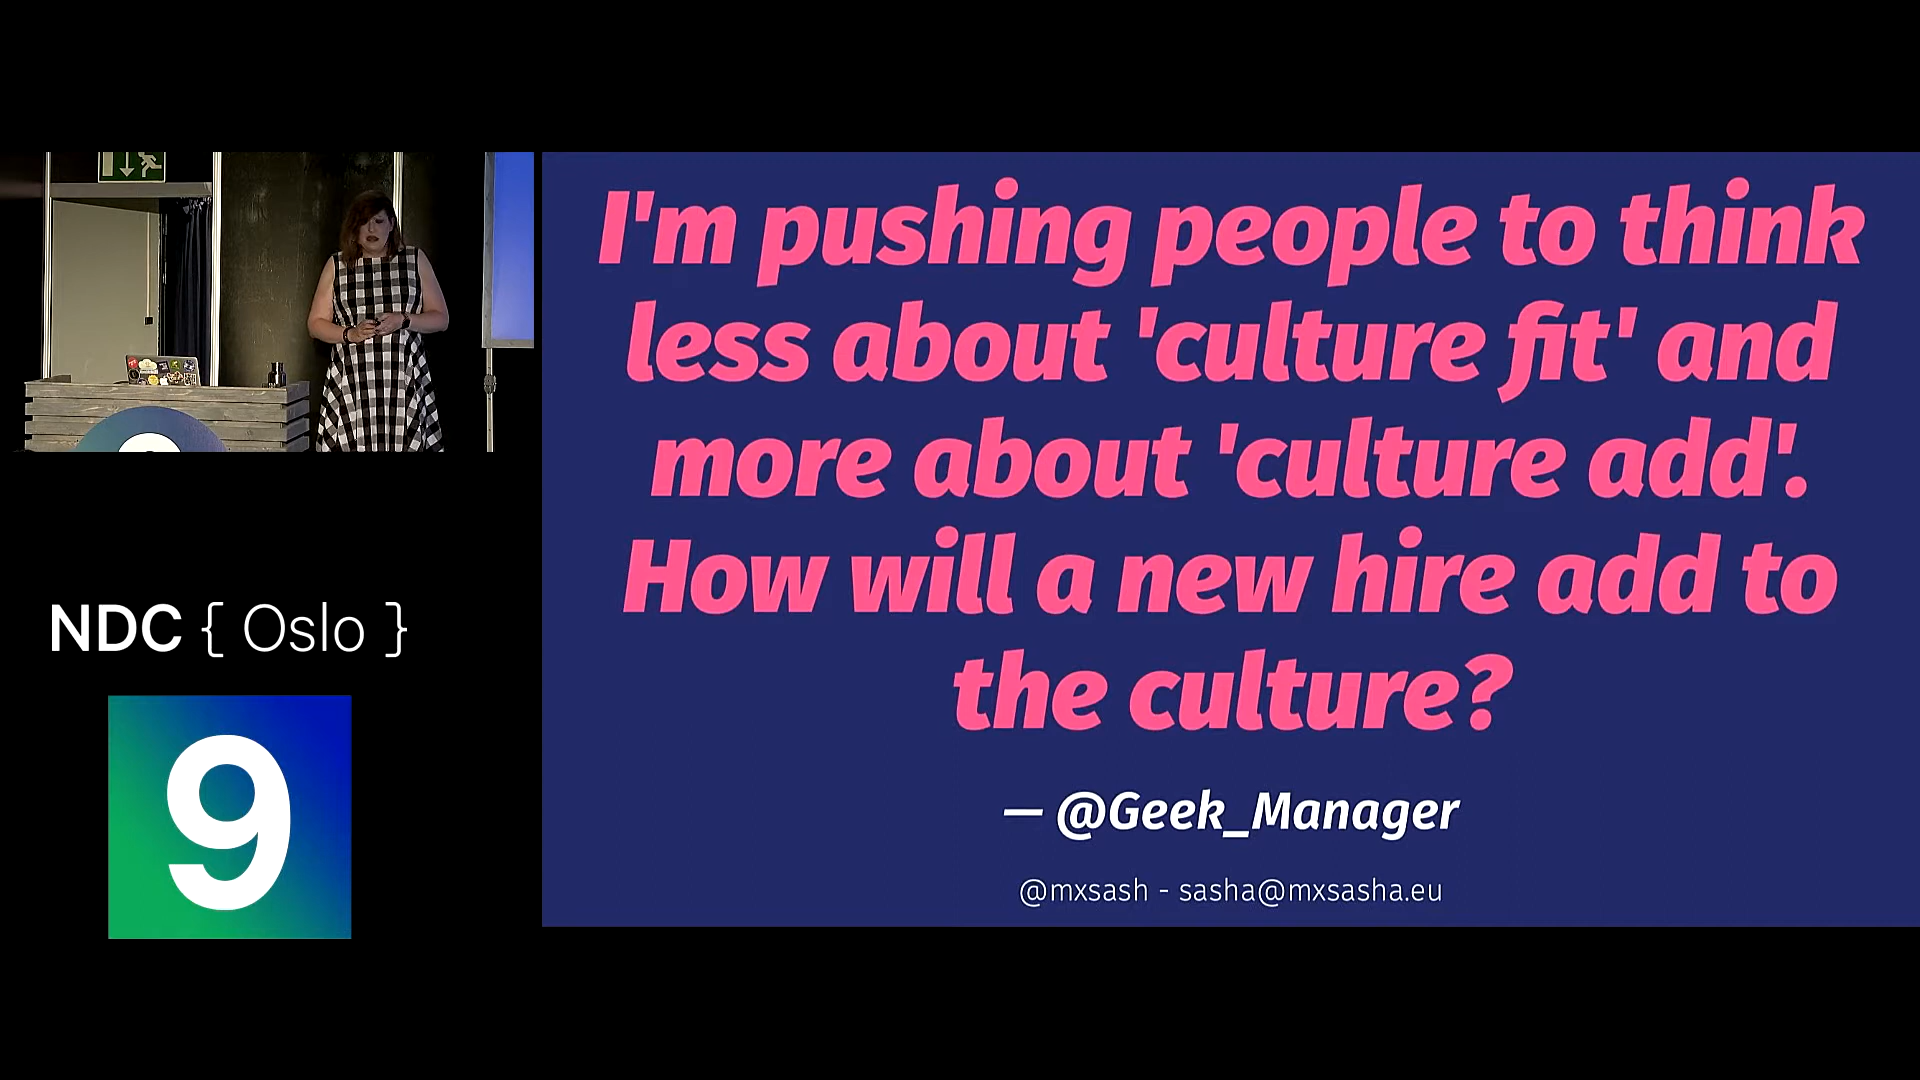 I'm pushing people to think
less about 'culture fit' and
more about 'culture add'.
How will a new hire add to
the culture?
— @Geek_Manager
@mxsash - sasha@mxsasha.eu
NDC { Oslo }
9